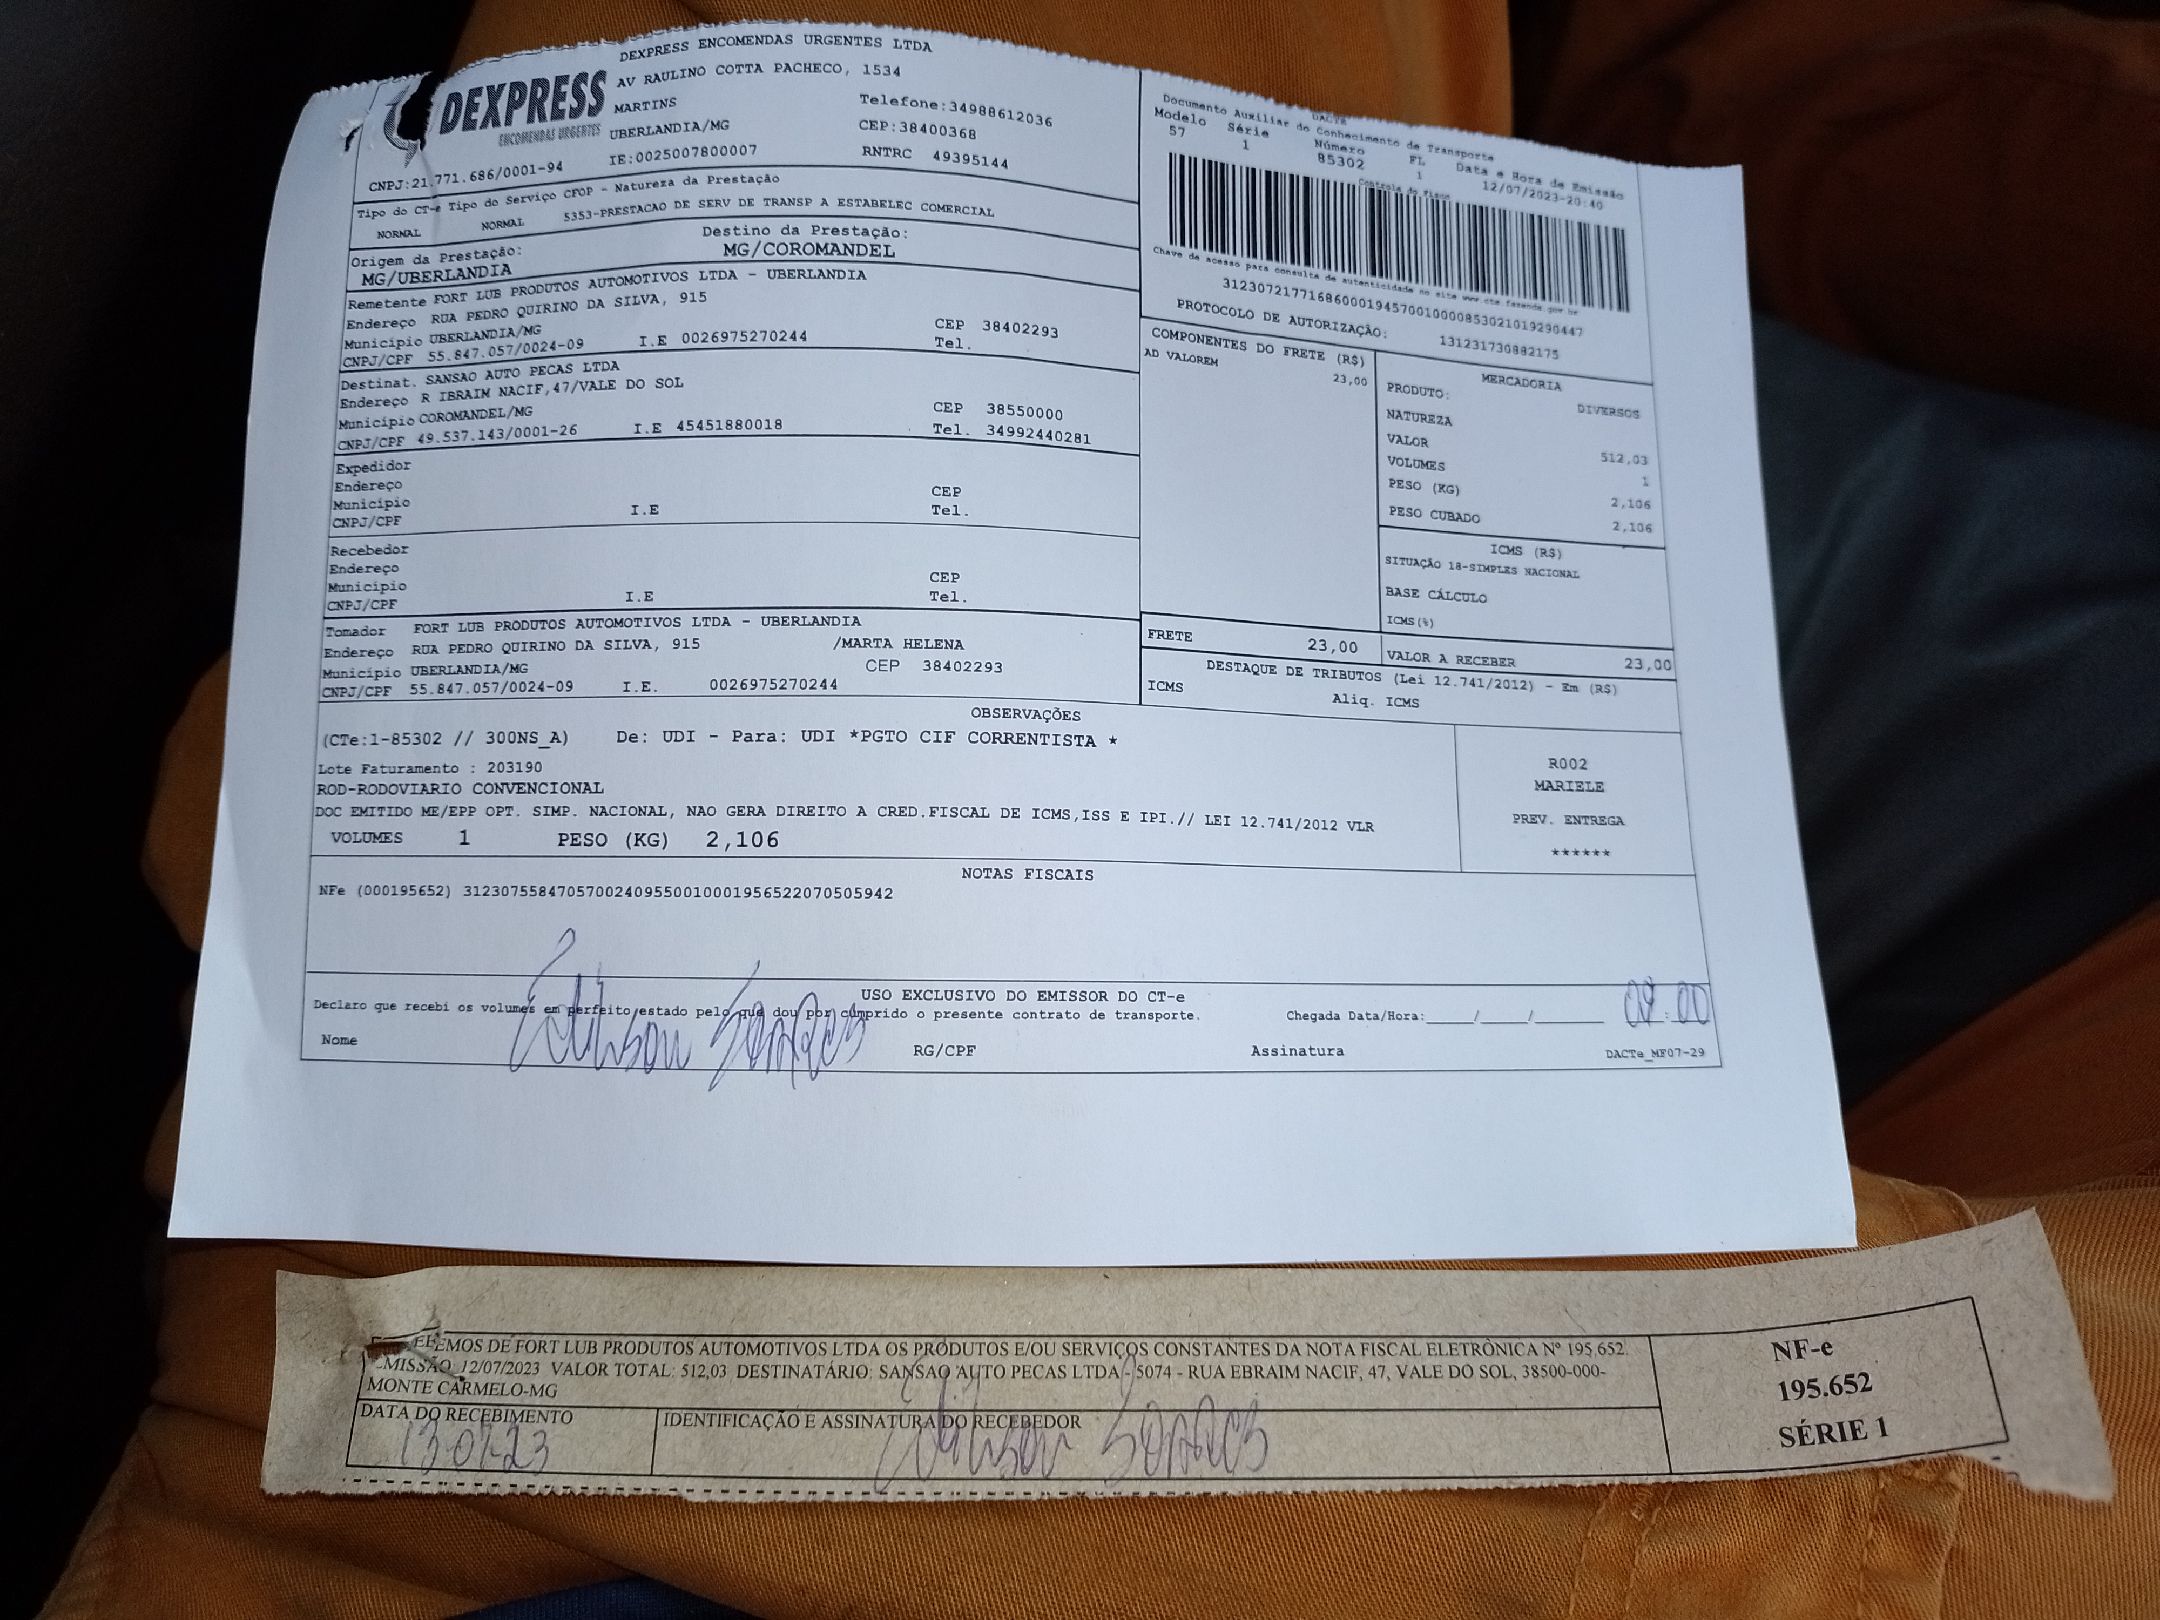 DEXPRESS ENCOMENDAS URGENTES LTDA
DEXPRESS
ENCOMENDAS URGENTES
AV RAULINO COTTA PACHECO, 1534
MARTINS
Telefone:34988612036
UBERLANDIA/MG
CEP:38400368
CNPJ:21.771.686/0001-94
IE:0025007800007
RNTRC 49395144
Tipo do CT-e Tipo do Serviço CFOP - Natureza da Prestação
NORMAL NORMAL 5353-PRESTACAO DE SERV DE TRANSP A ESTABELEC COMERCIAL
Origem da Prestação:
Destino da Prestação:
MG/UBERLANDIA
MG/COROMANDEL
Remetente FORT LUB PRODUTOS AUTOMOTIVOS LTDA - UBERLANDIA
Endereço RUA PEDRO QUIRINO DA SILVA, 915
Município UBERLANDIA/MG CEP 38402293
CNPJ/CPF 55.847.057/0024-09 I.E 0026975270244 Tel.
Destinat. SANSAO AUTO PECAS LTDA
Endereço R IBRAIM NACIF,47/VALE DO SOL
Município COROMANDEL/MG CEP 38550000
CNPJ/CPF 49.537.143/0001-26 I.E 45451880018 Tel. 34992440281
Expedidor
Endereço
Município CEP
CNPJ/CPF I.E Tel.
Recebedor
Endereço
Município CEP
CNPJ/CPF I.E Tel.
Tomador FORT LUB PRODUTOS AUTOMOTIVOS LTDA - UBERLANDIA
Endereço RUA PEDRO QUIRINO DA SILVA, 915 /MARTA HELENA
Município UBERLANDIA/MG CEP 38402293
CNPJ/CPF 55.847.057/0024-09 I.E. 0026975270244
DACTE
Documento Auxiliar do Conhecimento de Transporte
Modelo Série Número FL Data e Hora de Emissão
57 1 85302 1 12/07/2023-20:40
Controle do Fisco
Chave de acesso para consulta de autenticidade no site www.cte.fazenda.gov.br
31230721771686000194570010000853021019290447
PROTOCOLO DE AUTORIZAÇÃO: 131231730882175
COMPONENTES DO FRETE (R$)
AD VALOREM 23,00
MERCADORIA
PRODUTO: DIVERSOS
NATUREZA
VALOR 512,03
VOLUMES 1
PESO (KG) 2,106
PESO CUBADO 2,106
ICMS (R$)
SITUAÇÃO 18-SIMPLES NACIONAL
BASE CÁLCULO
ICMS(%)
FRETE 23,00 VALOR A RECEBER 23,00
DESTAQUE DE TRIBUTOS (Lei 12.741/2012) - Em (R$)
ICMS Aliq. ICMS
OBSERVAÇÕES
(CTe:1-85302 // 300NS_A) De: UDI - Para: UDI *PGTO CIF CORRENTISTA *
Lote Faturamento : 203190
ROD-RODOVIARIO CONVENCIONAL
DOC EMITIDO ME/EPP OPT. SIMP. NACIONAL, NAO GERA DIREITO A CRED.FISCAL DE ICMS,ISS E IPI.// LEI 12.741/2012 VLR
VOLUMES 1 PESO (KG) 2,106
R002
MARIELE
PREV. ENTREGA
******
NOTAS FISCAIS
NFe (000195652) 31230755847057002409550010001956522070505942
USO EXCLUSIVO DO EMISSOR DO CT-e
Declaro que recebi os volumes em perfeito estado pelo que dou por cumprido o presente contrato de transporte. Chegada Data/Hora:____/____/______ 09:00
Nome RG/CPF Assinatura DACTe_MF07-29
EMOS DE FORT LUB PRODUTOS AUTOMOTIVOS LTDA OS PRODUTOS E/OU SERVIÇOS CONSTANTES DA NOTA FISCAL ELETRÔNICA Nº 195.652.
EMISSÃO: 12/07/2023 VALOR TOTAL: 512,03 DESTINATÁRIO: SANSAO AUTO PECAS LTDA - 5074 - RUA EBRAIM NACIF, 47, VALE DO SOL, 38500-000-
MONTE CARMELO-MG
DATA DO RECEBIMENTO
13-07-23
IDENTIFICAÇÃO E ASSINATURA DO RECEBEDOR
NF-e
195.652
SÉRIE 1